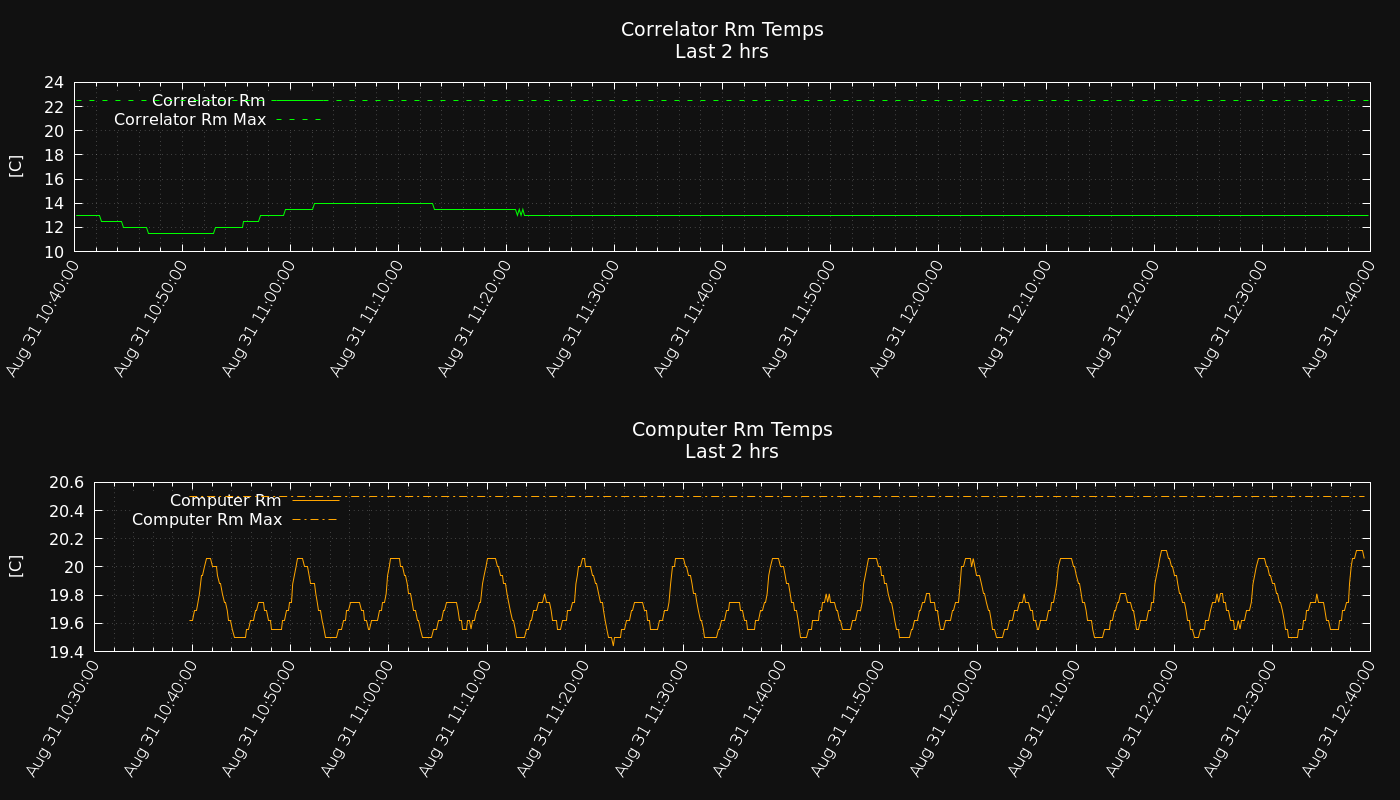 Correlator Rm Temps
Last 2 hrs
24
22
20
18
16
14
12
10
[C]
Correlator Rm
Correlator Rm Max
Aug 31 10:40:00
Aug 31 10:50:00
Aug 31 11:00:00
Aug 31 11:10:00
Aug 31 11:20:00
Aug 31 11:30:00
Aug 31 11:40:00
Aug 31 11:50:00
Aug 31 12:00:00
Aug 31 12:10:00
Aug 31 12:20:00
Aug 31 12:30:00
Aug 31 12:40:00
Computer Rm Temps
Last 2 hrs
20.6
20.4
20.2
20
19.8
19.6
19.4
[C]
Computer Rm
Computer Rm Max
Aug 31 10:30:00
Aug 31 10:40:00
Aug 31 10:50:00
Aug 31 11:00:00
Aug 31 11:10:00
Aug 31 11:20:00
Aug 31 11:30:00
Aug 31 11:40:00
Aug 31 11:50:00
Aug 31 12:00:00
Aug 31 12:10:00
Aug 31 12:20:00
Aug 31 12:30:00
Aug 31 12:40:00